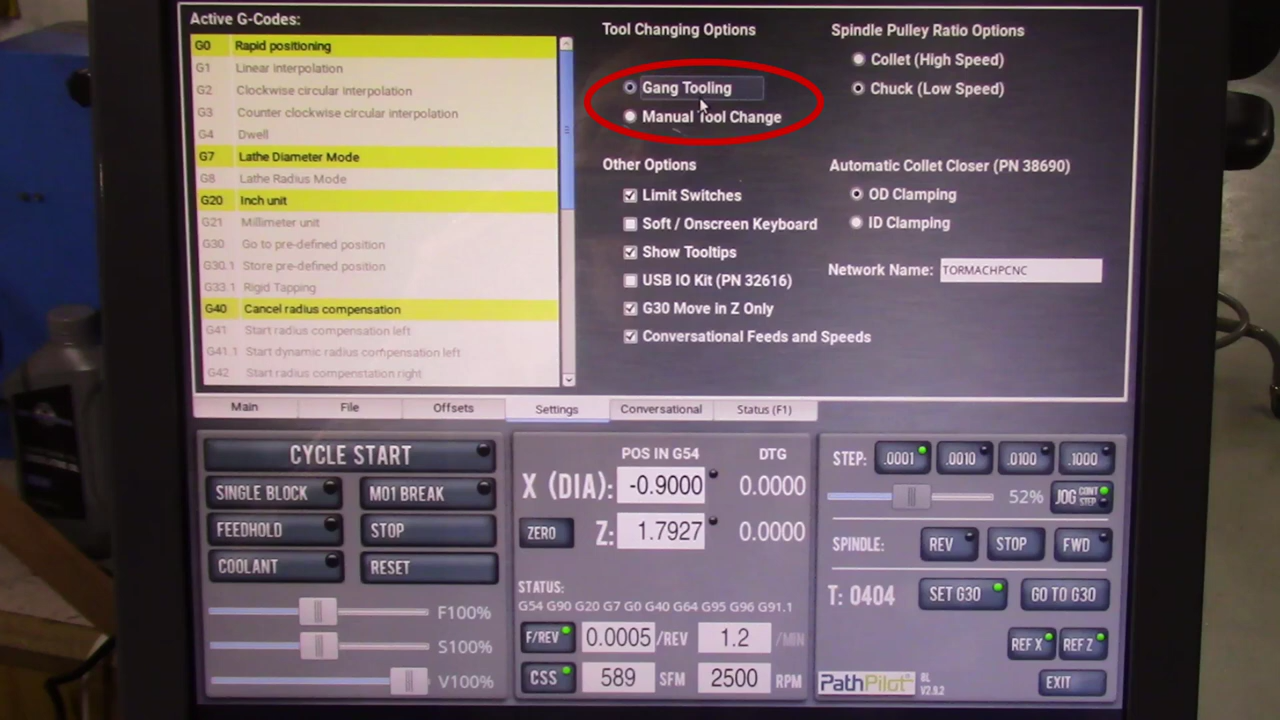 Active G-Codes:
G0 Rapid positioning
G1 Linear interpolation
G2 Clockwise circular interpolation
G3 Counter clockwise circular interpolation
G4 Dwell
G7 Lathe Diameter Mode
G8 Lathe Radius Mode
G20 Inch unit
G21 Millimeter unit
G30 Go to pre-defined position
G30.1 Store pre-defined position
G33.1 Rigid Tapping
G40 Cancel radius compensation
G41 Start radius compensation left
G41.1 Start dynamic radius compensation left
G42 Start radius compenstation right
Tool Changing Options
Gang Tooling
Manual Tool Change
Other Options
Limit Switches
Soft / Onscreen Keyboard
Show Tooltips
USB IO Kit (PN 32616)
G30 Move in Z Only
Conversational Feeds and Speeds
Spindle Pulley Ratio Options
Collet (High Speed)
Chuck (Low Speed)
Automatic Collet Closer (PN 38690)
OD Clamping
ID Clamping
Network Name: TORMACHPCNC
Main File Offsets Settings Conversational Status (F1)
CYCLE START
SINGLE BLOCK M01 BREAK
FEEDHOLD STOP
COOLANT RESET
F100%
S100%
V100%
POS IN G54 DTG
X (DIA): -0.9000 0.0000
ZERO Z: 1.7927 0.0000
STATUS:
G54 G90 G20 G7 G0 G40 G64 G95 G96 G91.1
F/REV 0.0005 /REV 1.2 /MIN
CSS 589 SFM 2500 RPM
STEP: .0001 .0010 .0100 .1000
52% JOG CONT STEP
SPINDLE: REV STOP FWD
T: 0404 SET G30 GO TO G30
REF X REF Z
PathPilot BL V2.9.2 EXIT